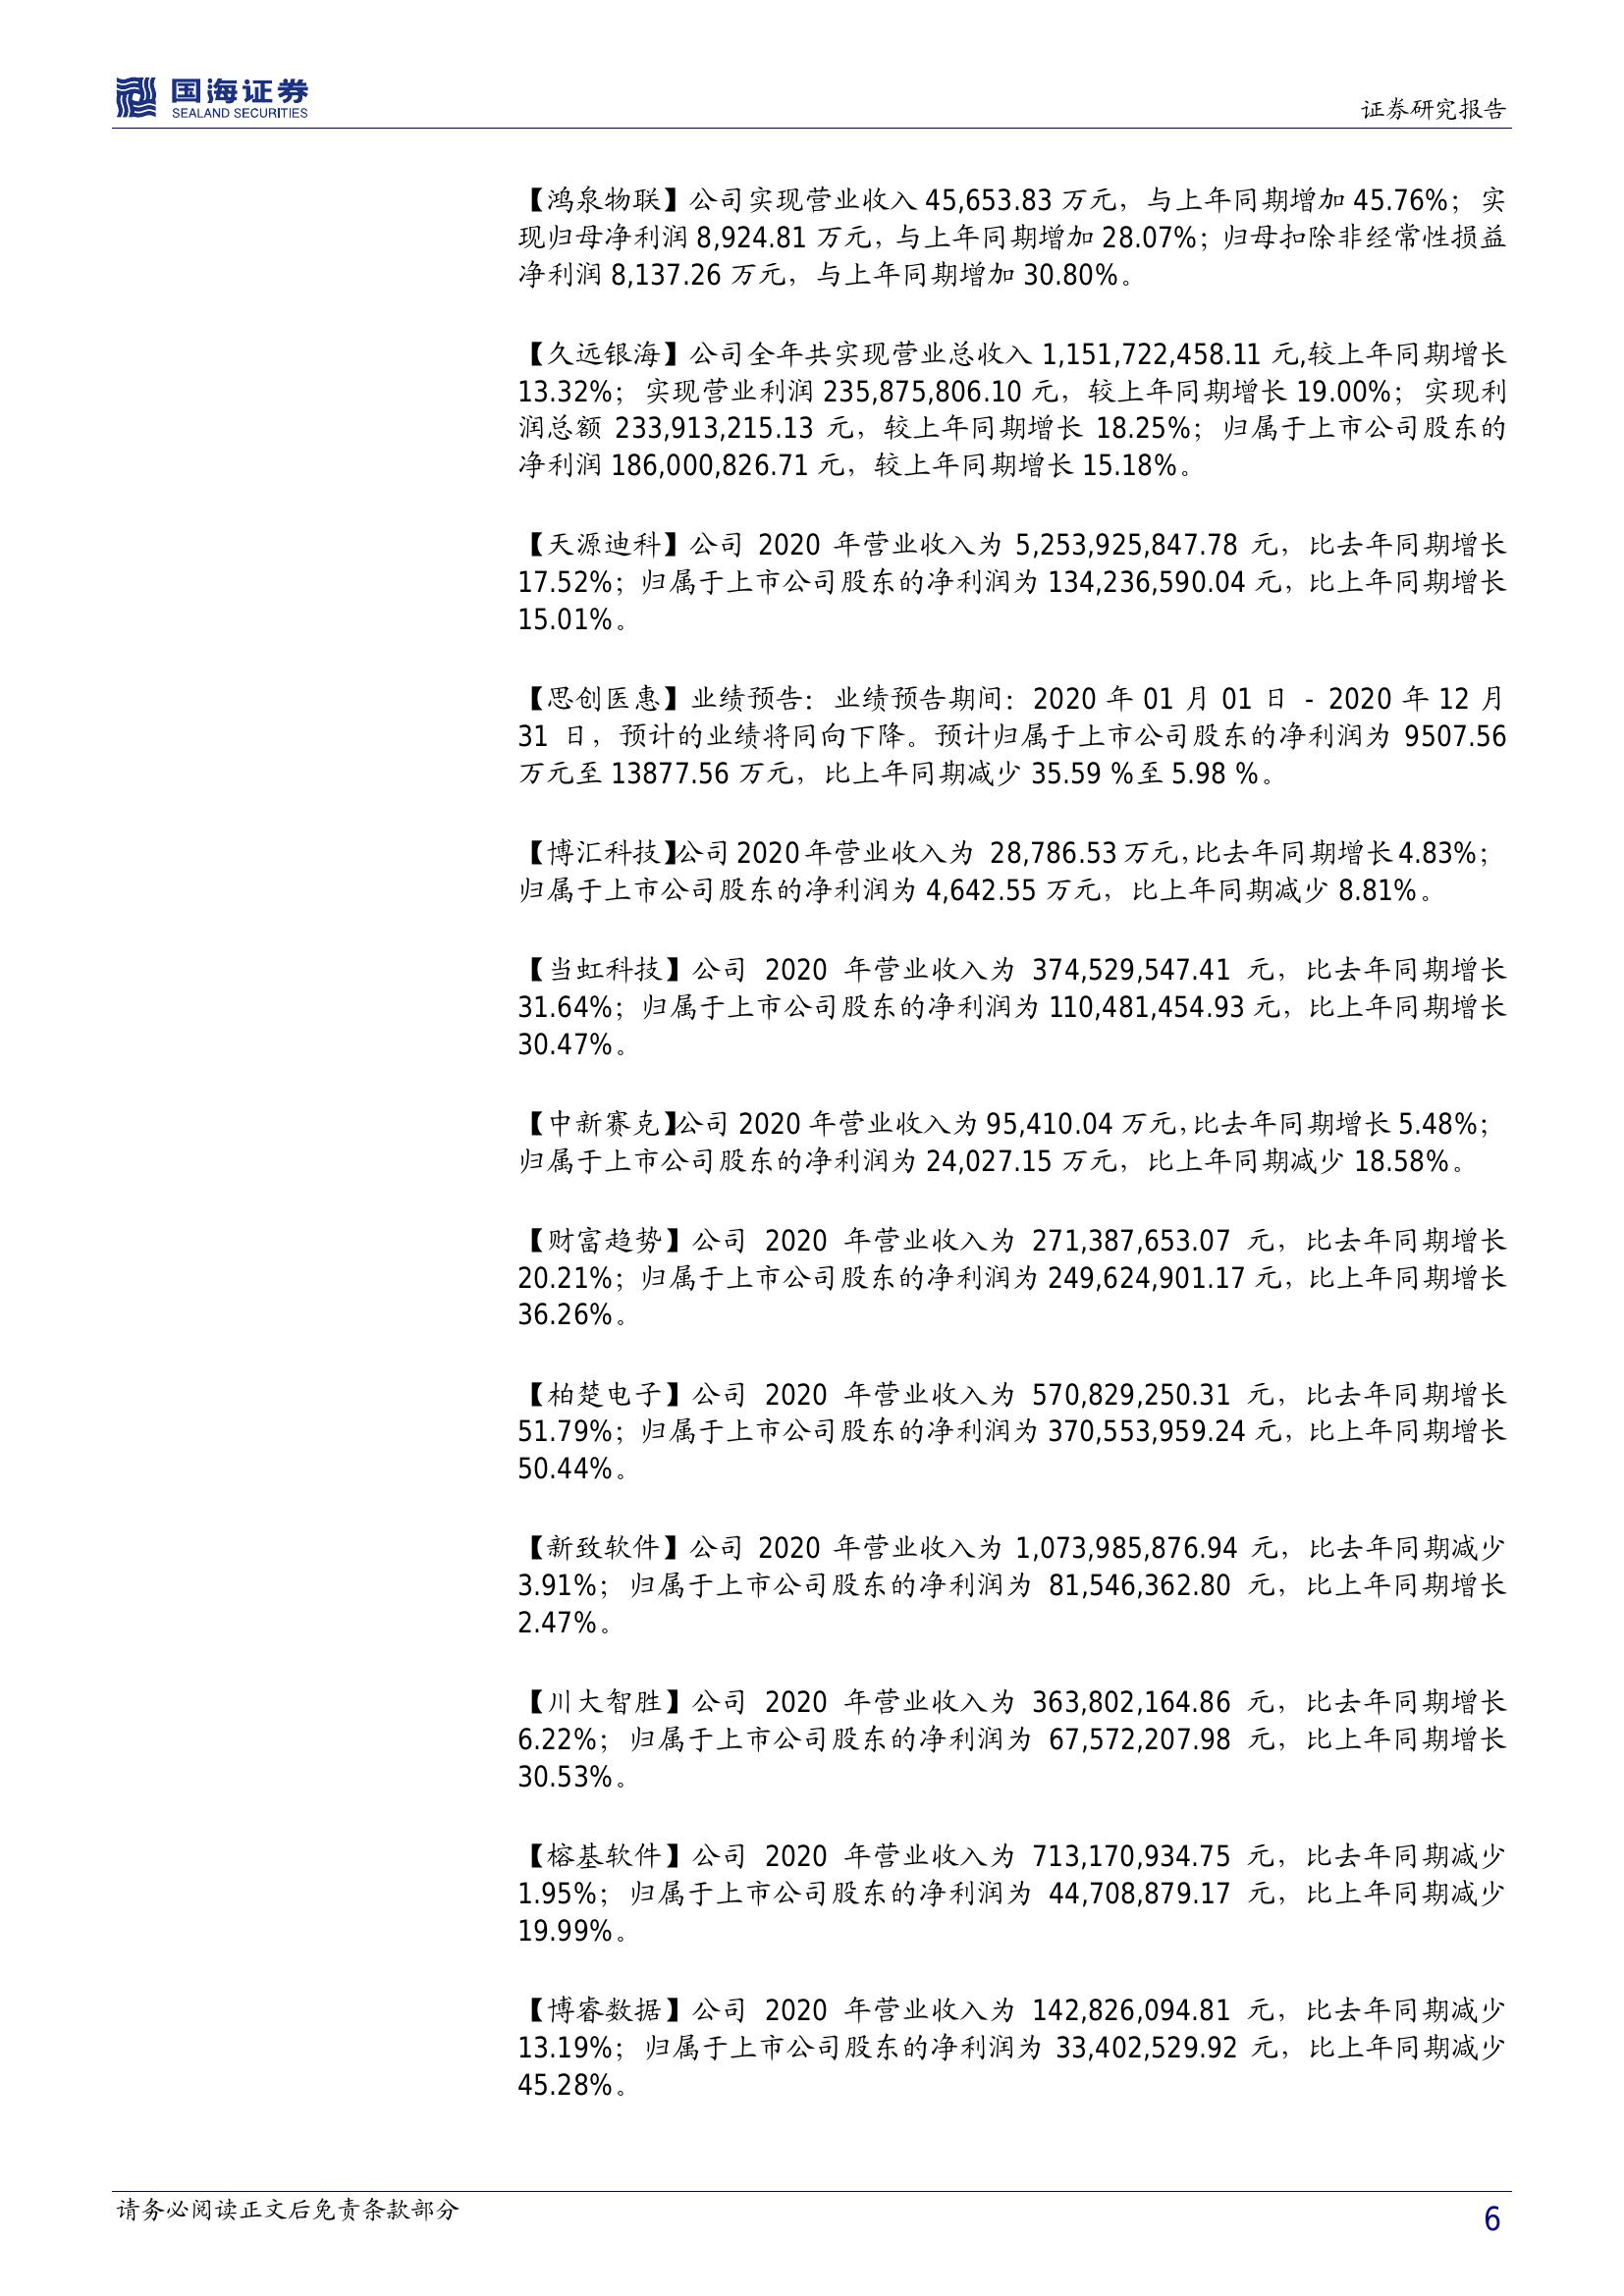 国海证券
SEALAND SECURITIES
证券研究报告
【鸿泉物联】公司实现营业收入 45,653.83 万元，与上年同期增加 45.76%；实
现归母净利润 8,924.81 万元，与上年同期增加 28.07%；归母扣除非经常性损益
净利润 8,137.26 万元，与上年同期增加 30.80%。
【久远银海】公司全年共实现营业总收入 1,151,722,458.11 元,较上年同期增长
13.32%；实现营业利润 235,875,806.10 元，较上年同期增长 19.00%；实现利
润总额 233,913,215.13 元，较上年同期增长 18.25%；归属于上市公司股东的
净利润 186,000,826.71 元，较上年同期增长 15.18%。
【天源迪科】公司 2020 年营业收入为 5,253,925,847.78 元，比去年同期增长
17.52%；归属于上市公司股东的净利润为 134,236,590.04 元，比上年同期增长
15.01%。
【思创医惠】业绩预告：业绩预告期间：2020 年 01 月 01 日 - 2020 年 12 月
31 日，预计的业绩将同向下降。预计归属于上市公司股东的净利润为 9507.56
万元至 13877.56 万元，比上年同期减少 35.59 %至 5.98 %。
【博汇科技】公司 2020 年营业收入为 28,786.53 万元，比去年同期增长 4.83%；
归属于上市公司股东的净利润为 4,642.55 万元，比上年同期减少 8.81%。
【当虹科技】公司 2020 年营业收入为 374,529,547.41 元，比去年同期增长
31.64%；归属于上市公司股东的净利润为 110,481,454.93 元，比上年同期增长
30.47%。
【中新赛克】公司 2020 年营业收入为 95,410.04 万元，比去年同期增长 5.48%；
归属于上市公司股东的净利润为 24,027.15 万元，比上年同期减少 18.58%。
【财富趋势】公司 2020 年营业收入为 271,387,653.07 元，比去年同期增长
20.21%；归属于上市公司股东的净利润为 249,624,901.17 元，比上年同期增长
36.26%。
【柏楚电子】公司 2020 年营业收入为 570,829,250.31 元，比去年同期增长
51.79%；归属于上市公司股东的净利润为 370,553,959.24 元，比上年同期增长
50.44%。
【新致软件】公司 2020 年营业收入为 1,073,985,876.94 元，比去年同期减少
3.91%；归属于上市公司股东的净利润为 81,546,362.80 元，比上年同期增长
2.47%。
【川大智胜】公司 2020 年营业收入为 363,802,164.86 元，比去年同期增长
6.22%；归属于上市公司股东的净利润为 67,572,207.98 元，比上年同期增长
30.53%。
【榕基软件】公司 2020 年营业收入为 713,170,934.75 元，比去年同期减少
1.95%；归属于上市公司股东的净利润为 44,708,879.17 元，比上年同期减少
19.99%。
【博睿数据】公司 2020 年营业收入为 142,826,094.81 元，比去年同期减少
13.19%；归属于上市公司股东的净利润为 33,402,529.92 元，比上年同期减少
45.28%。
请务必阅读正文后免责条款部分
6